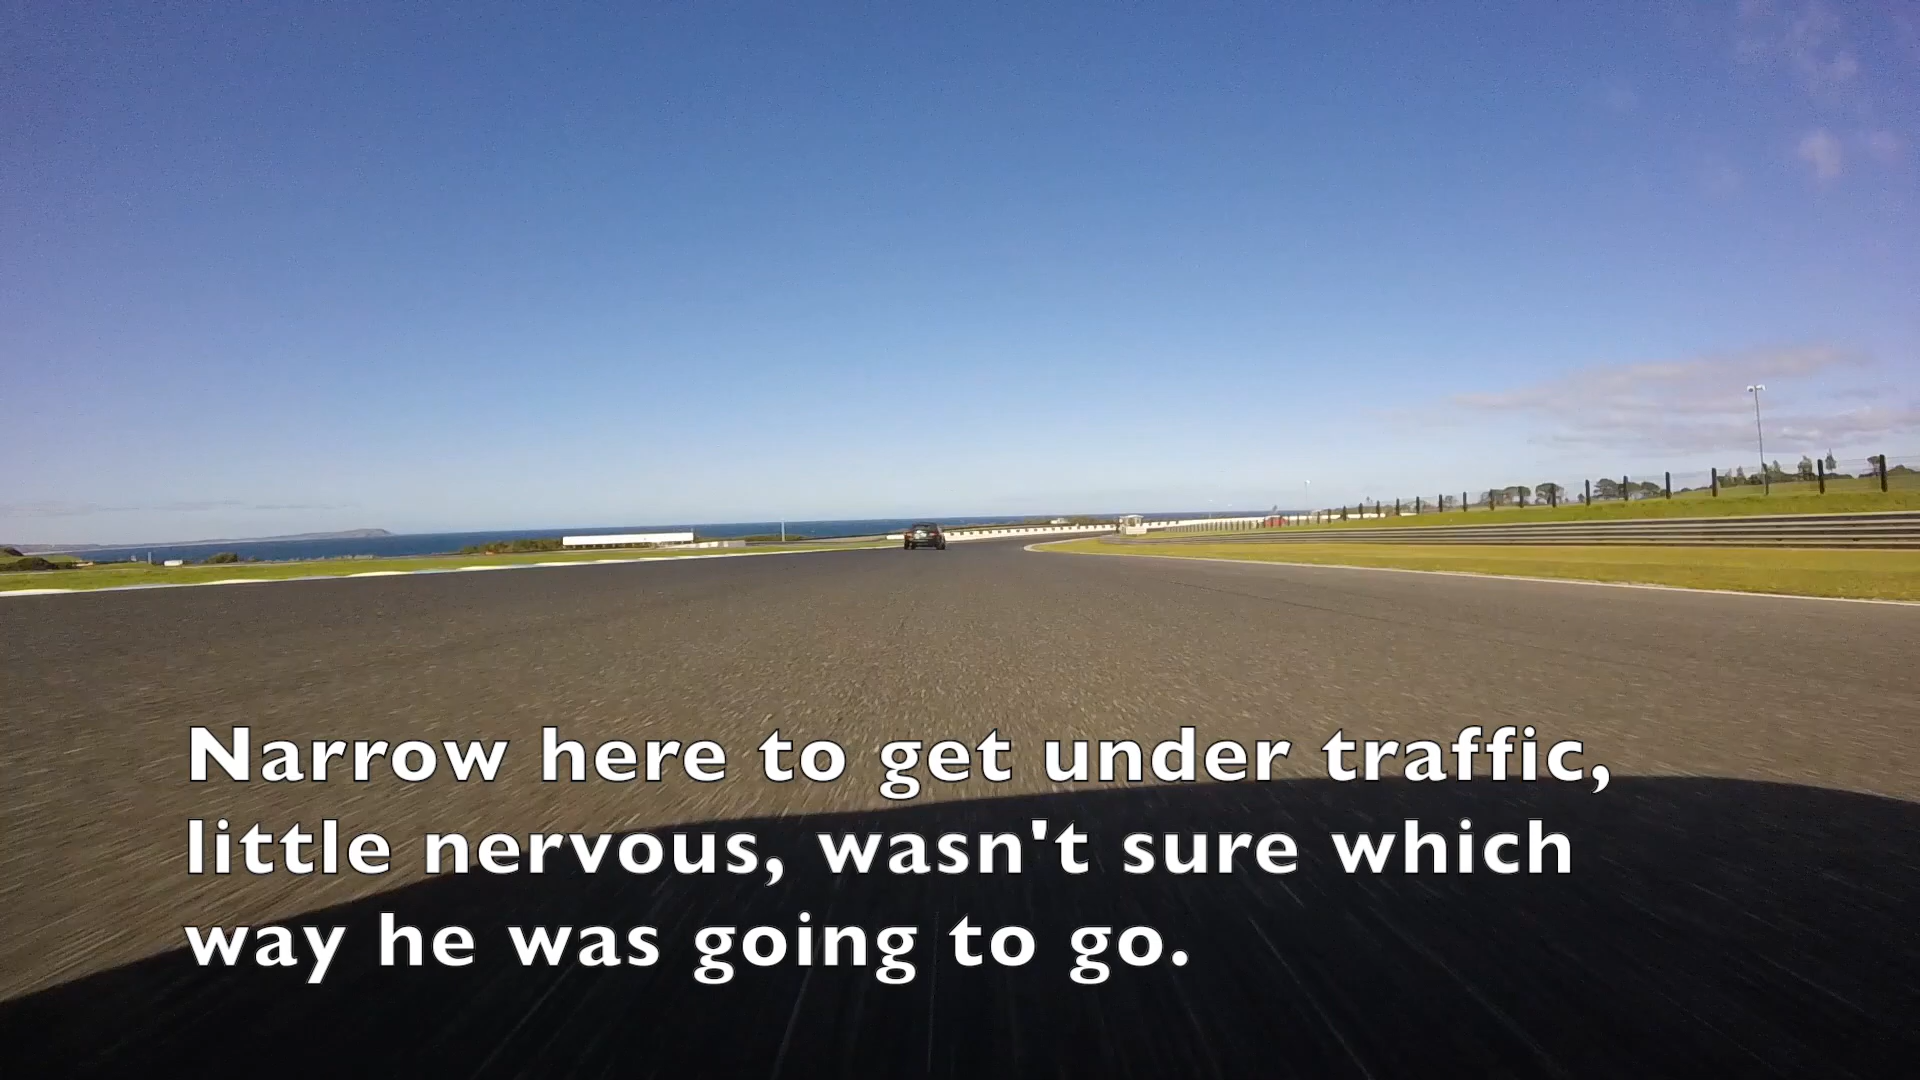 Narrow here to get under traffic,
little nervous, wasn't sure which
way he was going to go.